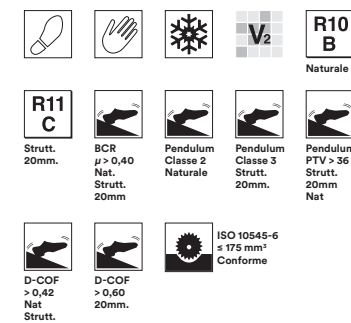 V2
R10
B
Naturale
R11
C
Strutt.
20mm.
BCR
μ > 0,40
Nat.
Strutt.
20mm
Pendulum
Classe 2
Naturale
Pendulum
Classe 3
Strutt.
20mm.
Pendulum
PTV > 36
Strutt.
20mm
Nat
D-COF
> 0,42
Nat
Strutt.
D-COF
> 0,60
20mm.
ISO 10545-6
≤ 175 mm³
Conforme